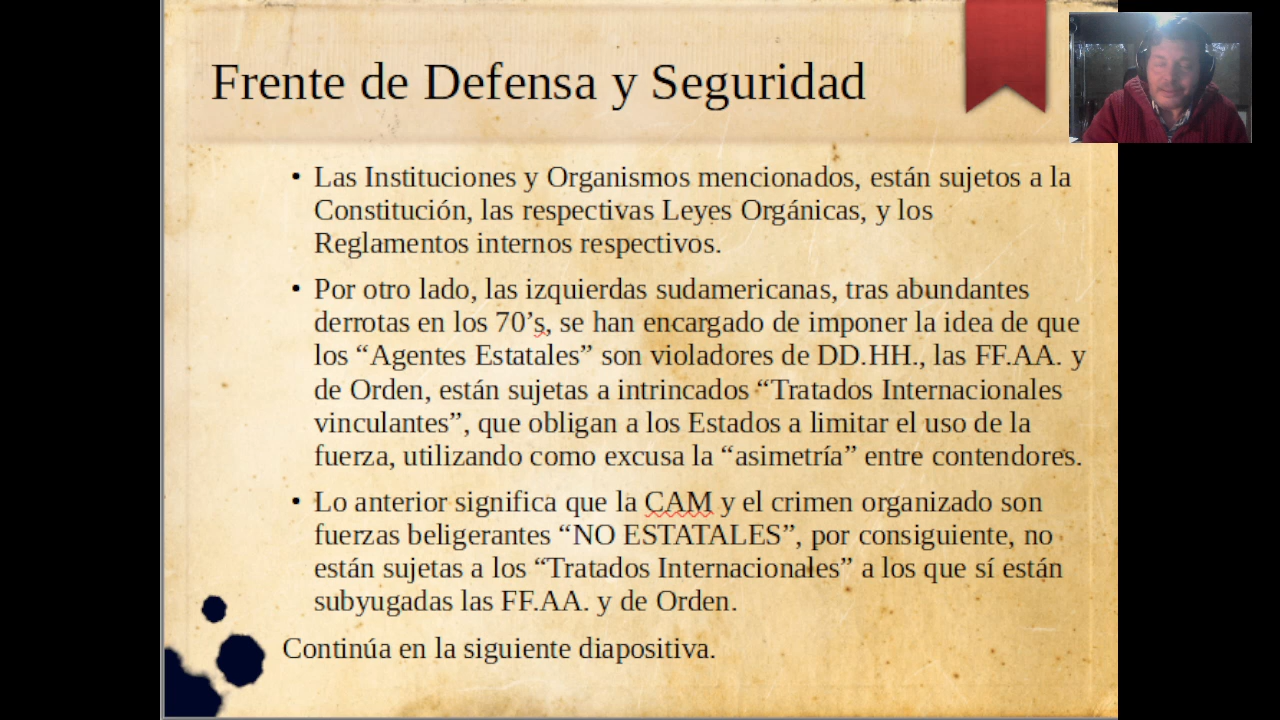 Frente de Defensa y Seguridad
• Las Instituciones y Organismos mencionados, están sujetos a la
Constitución, las respectivas Leyes Orgánicas, y los
Reglamentos internos respectivos.
• Por otro lado, las izquierdas sudamericanas, tras abundantes
derrotas en los 70’s, se han encargado de imponer la idea de que
los “Agentes Estatales” son violadores de DD.HH., las FF.AA. y
de Orden, están sujetas a intrincados “Tratados Internacionales
vinculantes”, que obligan a los Estados a limitar el uso de la
fuerza, utilizando como excusa la “asimetría” entre contendores.
• Lo anterior significa que la CAM y el crimen organizado son
fuerzas beligerantes “NO ESTATALES”, por consiguiente, no
están sujetas a los “Tratados Internacionales” a los que sí están
subyugadas las FF.AA. y de Orden.
Continúa en la siguiente diapositiva.